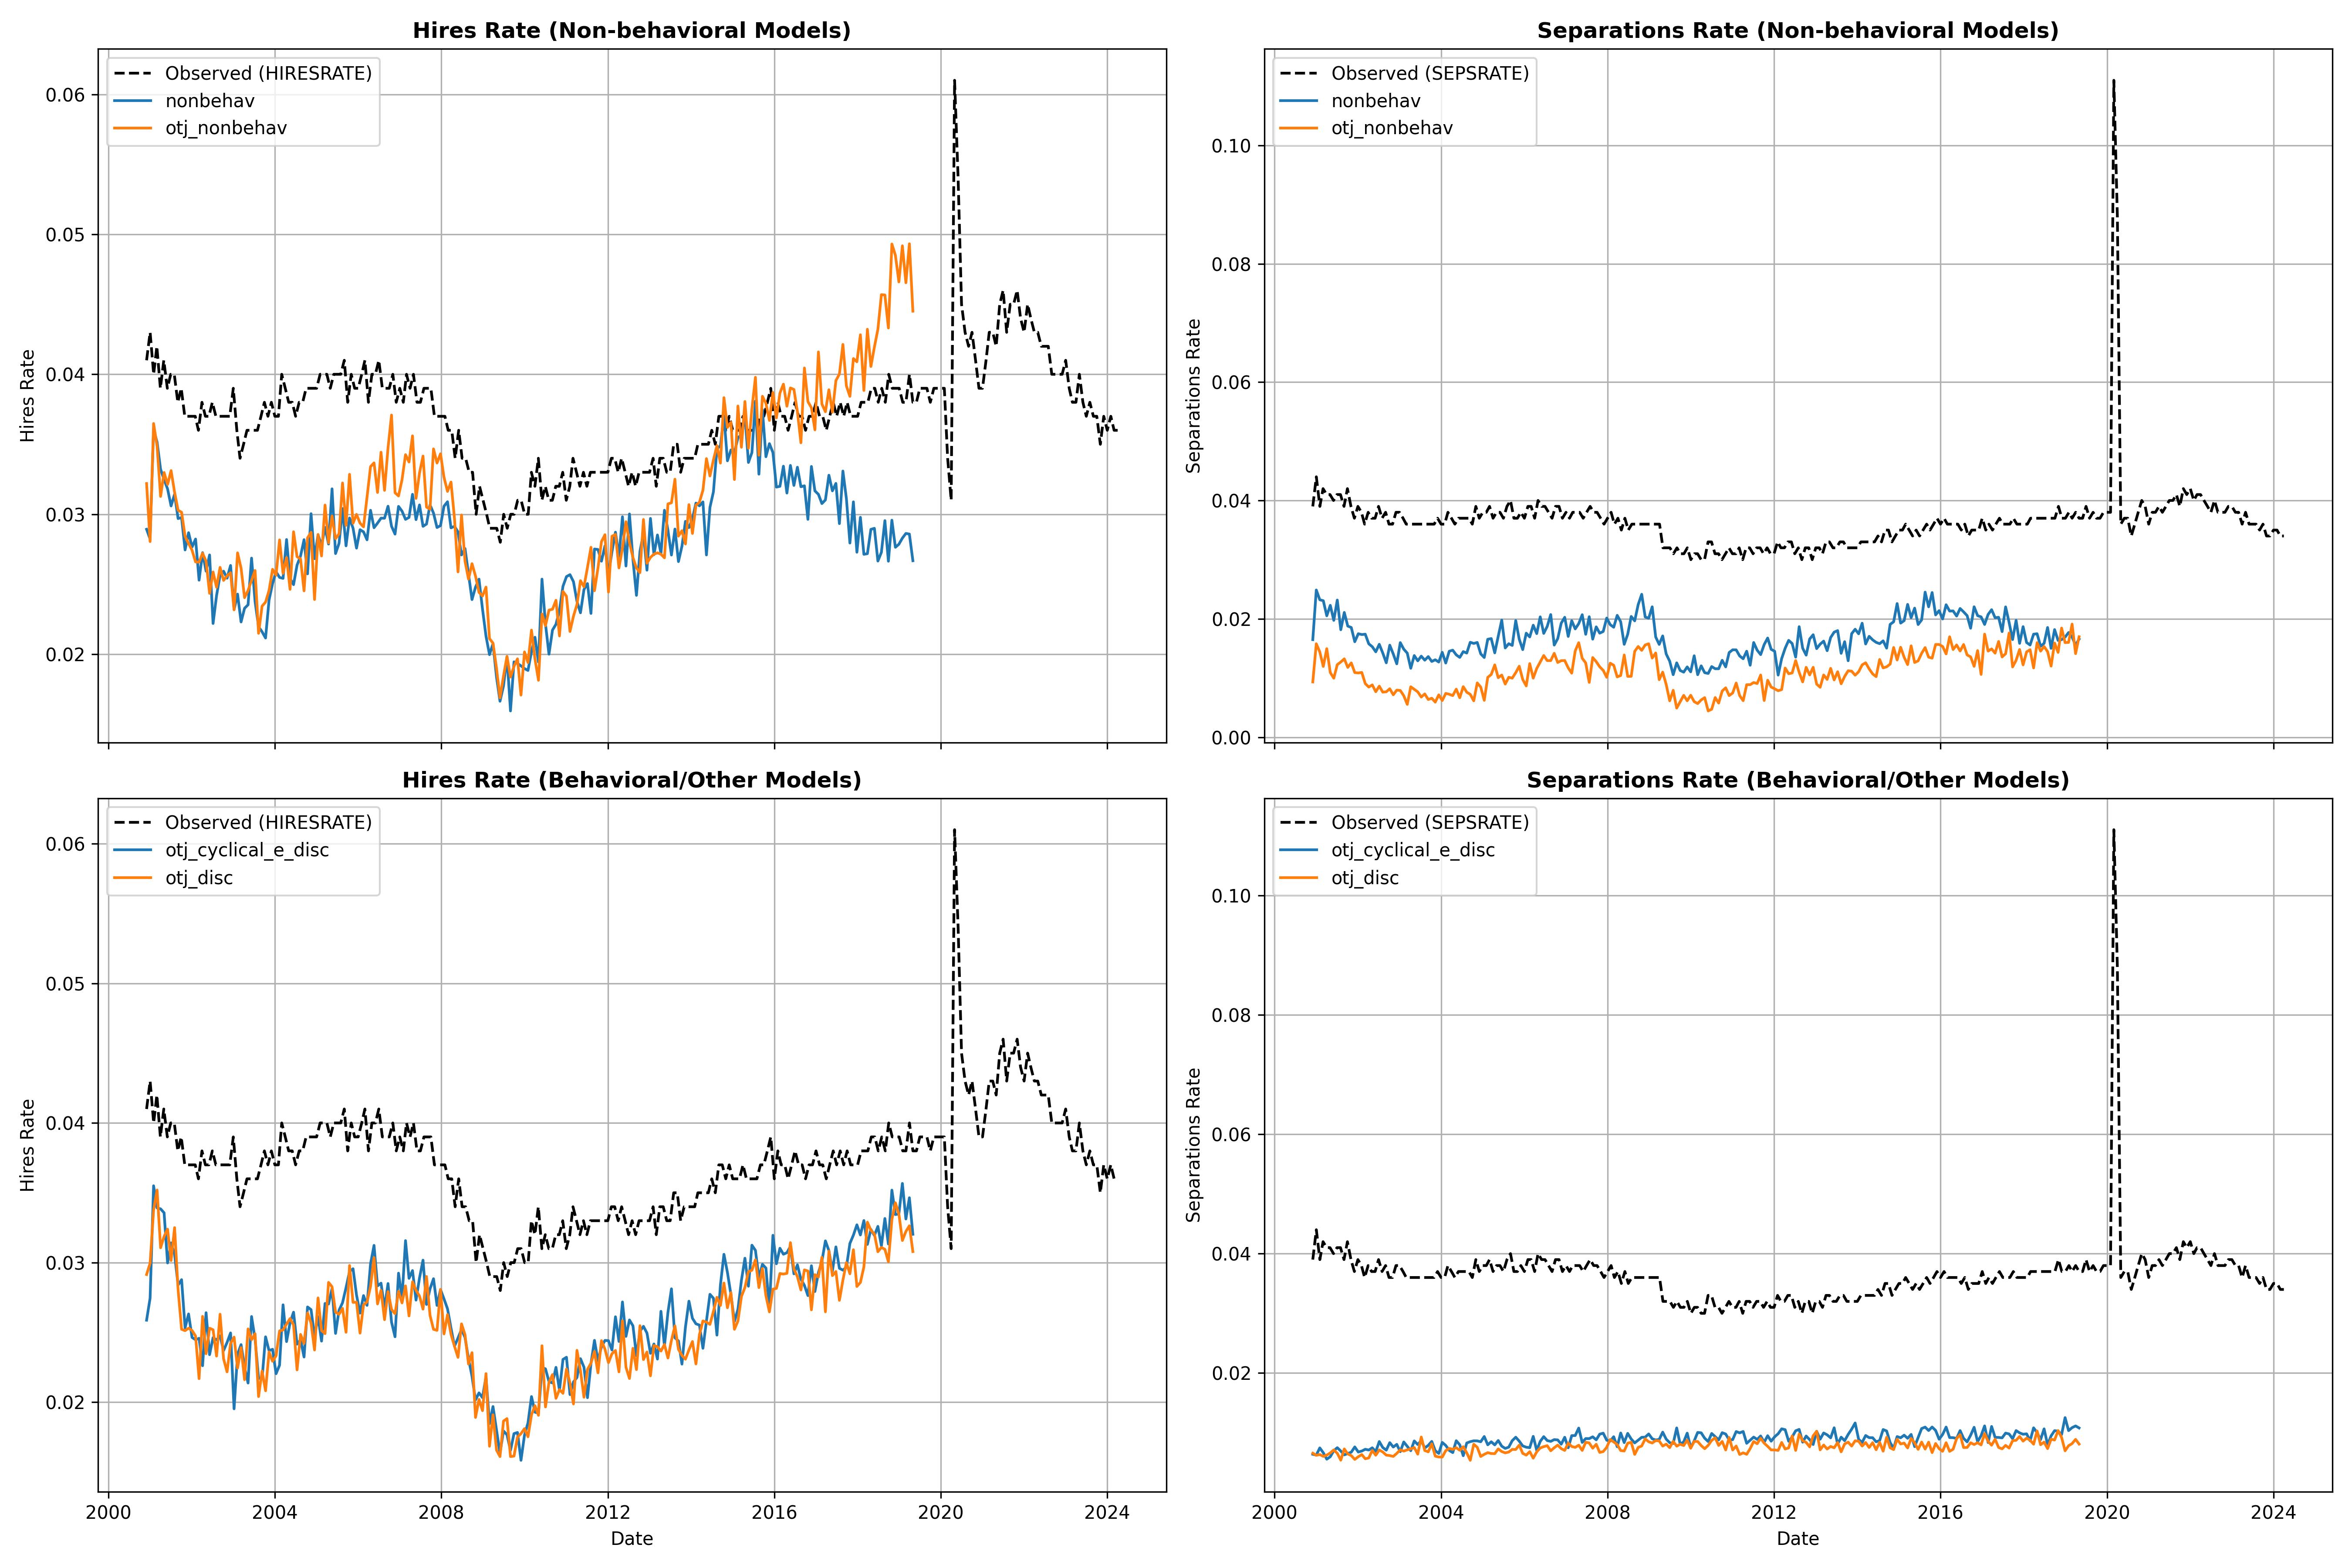 Hires Rate (Non-behavioral Models)
Observed (HIRESRATE)
nonbehav
otj_nonbehav
0.06
0.05
0.04
0.03
0.02
Hires Rate
2000
2004
2008
2012
2016
2020
2024
Separations Rate (Non-behavioral Models)
Observed (SEPSRATE)
nonbehav
otj_nonbehav
0.10
0.08
0.06
0.04
0.02
0.00
Separations Rate
Hires Rate (Behavioral/Other Models)
Observed (HIRESRATE)
otj_cyclical_e_disc
otj_disc
0.06
0.05
0.04
0.03
0.02
Hires Rate
Date
Separations Rate (Behavioral/Other Models)
Observed (SEPSRATE)
otj_cyclical_e_disc
otj_disc
0.10
0.08
0.06
0.04
0.02
Separations Rate
2000
2004
2008
2012
2016
2020
2024
Date